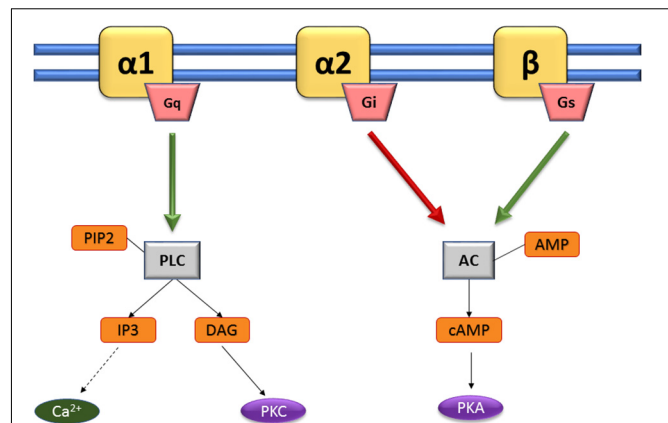 α1
α2
β
Gq
Gi
Gs
PIP2
PLC
AC
AMP
IP3
DAG
cAMP
Ca²⁺
PKC
PKA